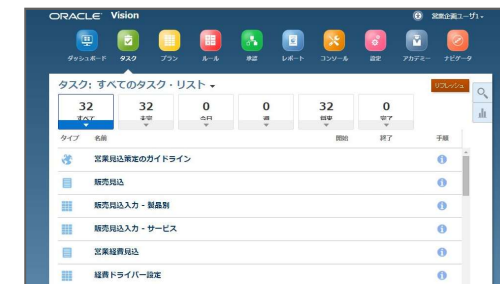 ORACLE Vision
営業企画ユーザ1
ダッシュボード タスク プラン ルール 承認 レポート コンソール 設定 アカデミー ナビゲータ
タスク: すべてのタスク・リスト
リフレッシュ
32 32 0 0 32 0
すべて 未完 今日 週 将来 完了
タイプ 名前 開始 終了 手順
営業見込策定のガイドライン
販売見込
販売見込入力 - 製品別
販売見込入力 - サービス
営業経費見込
経費ドライバー設定